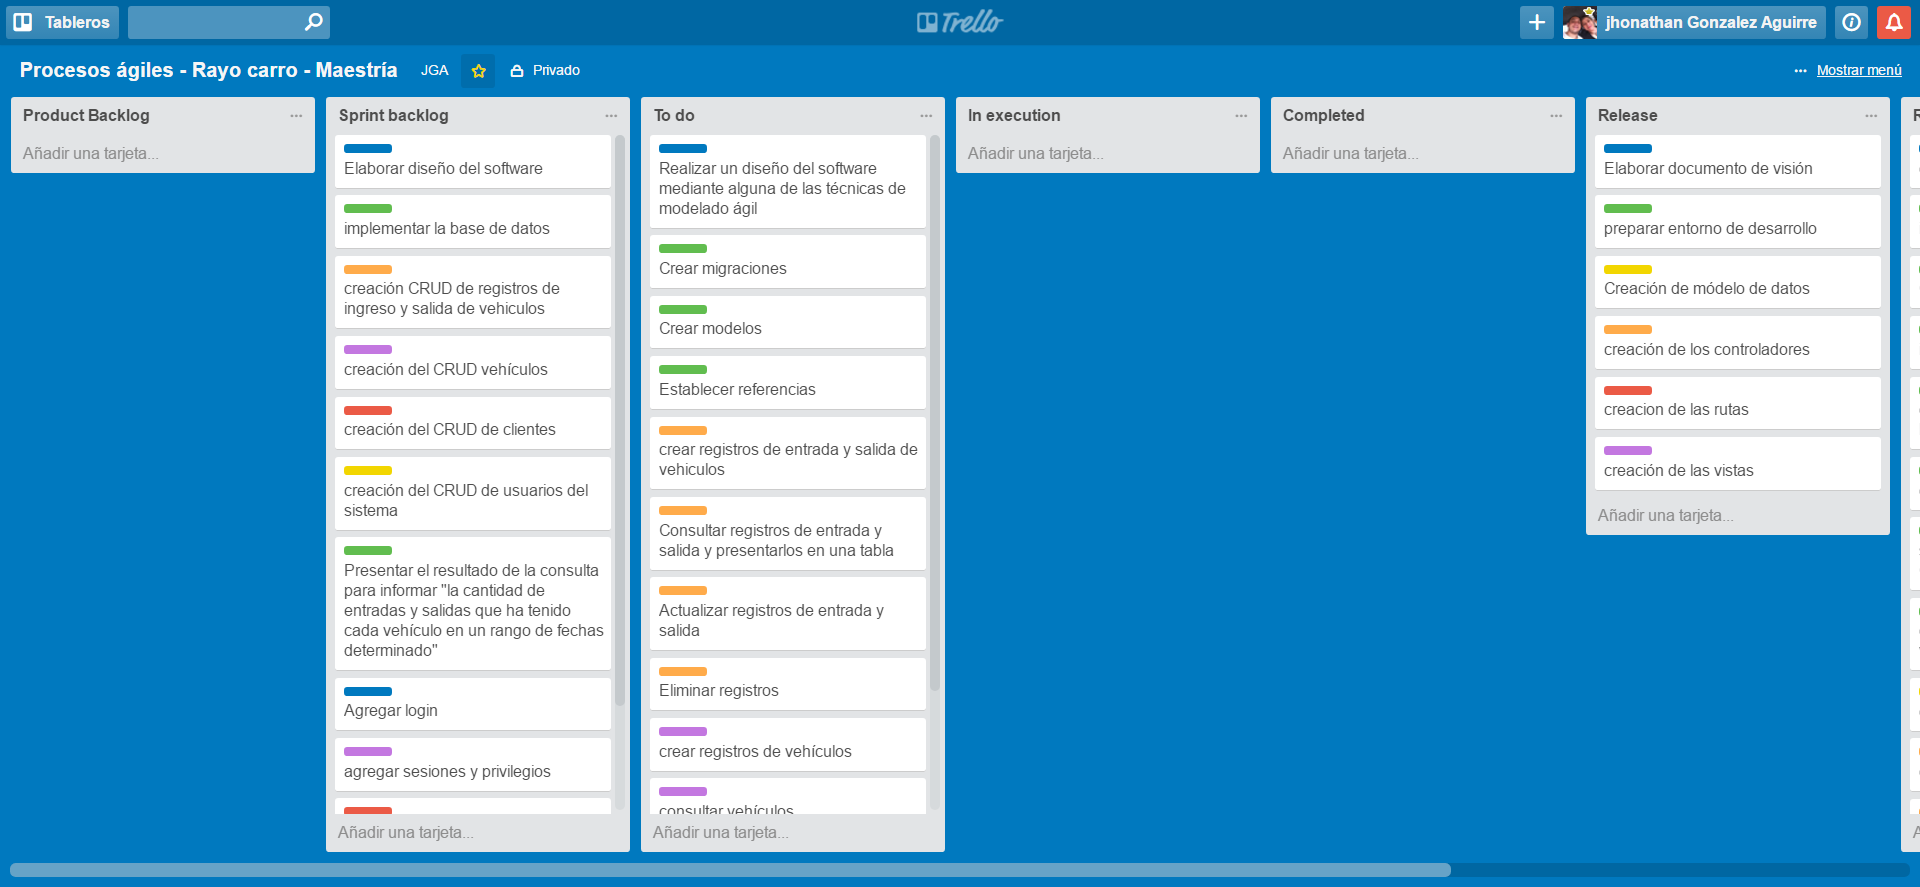 Tableros
Trello
jhonathan Gonzalez Aguirre
Procesos ágiles - Rayo carro - Maestría
JGA
Privado
Mostrar menú
Product Backlog
Añadir una tarjeta...
Sprint backlog
Elaborar diseño del software
implementar la base de datos
creación CRUD de registros de
ingreso y salida de vehiculos
creación del CRUD vehículos
creación del CRUD de clientes
creación del CRUD de usuarios del
sistema
Presentar el resultado de la consulta
para informar "la cantidad de
entradas y salidas que ha tenido
cada vehículo en un rango de fechas
determinado"
Agregar login
agregar sesiones y privilegios
Añadir una tarjeta...
To do
Realizar un diseño del software
mediante alguna de las técnicas de
modelado ágil
Crear migraciones
Crear modelos
Establecer referencias
crear registros de entrada y salida de
vehiculos
Consultar registros de entrada y
salida y presentarlos en una tabla
Actualizar registros de entrada y
salida
Eliminar registros
crear registros de vehículos
consultar vehículos
Añadir una tarjeta...
In execution
Añadir una tarjeta...
Completed
Añadir una tarjeta...
Release
Elaborar documento de visión
preparar entorno de desarrollo
Creación de módelo de datos
creación de los controladores
creacion de las rutas
creación de las vistas
Añadir una tarjeta...